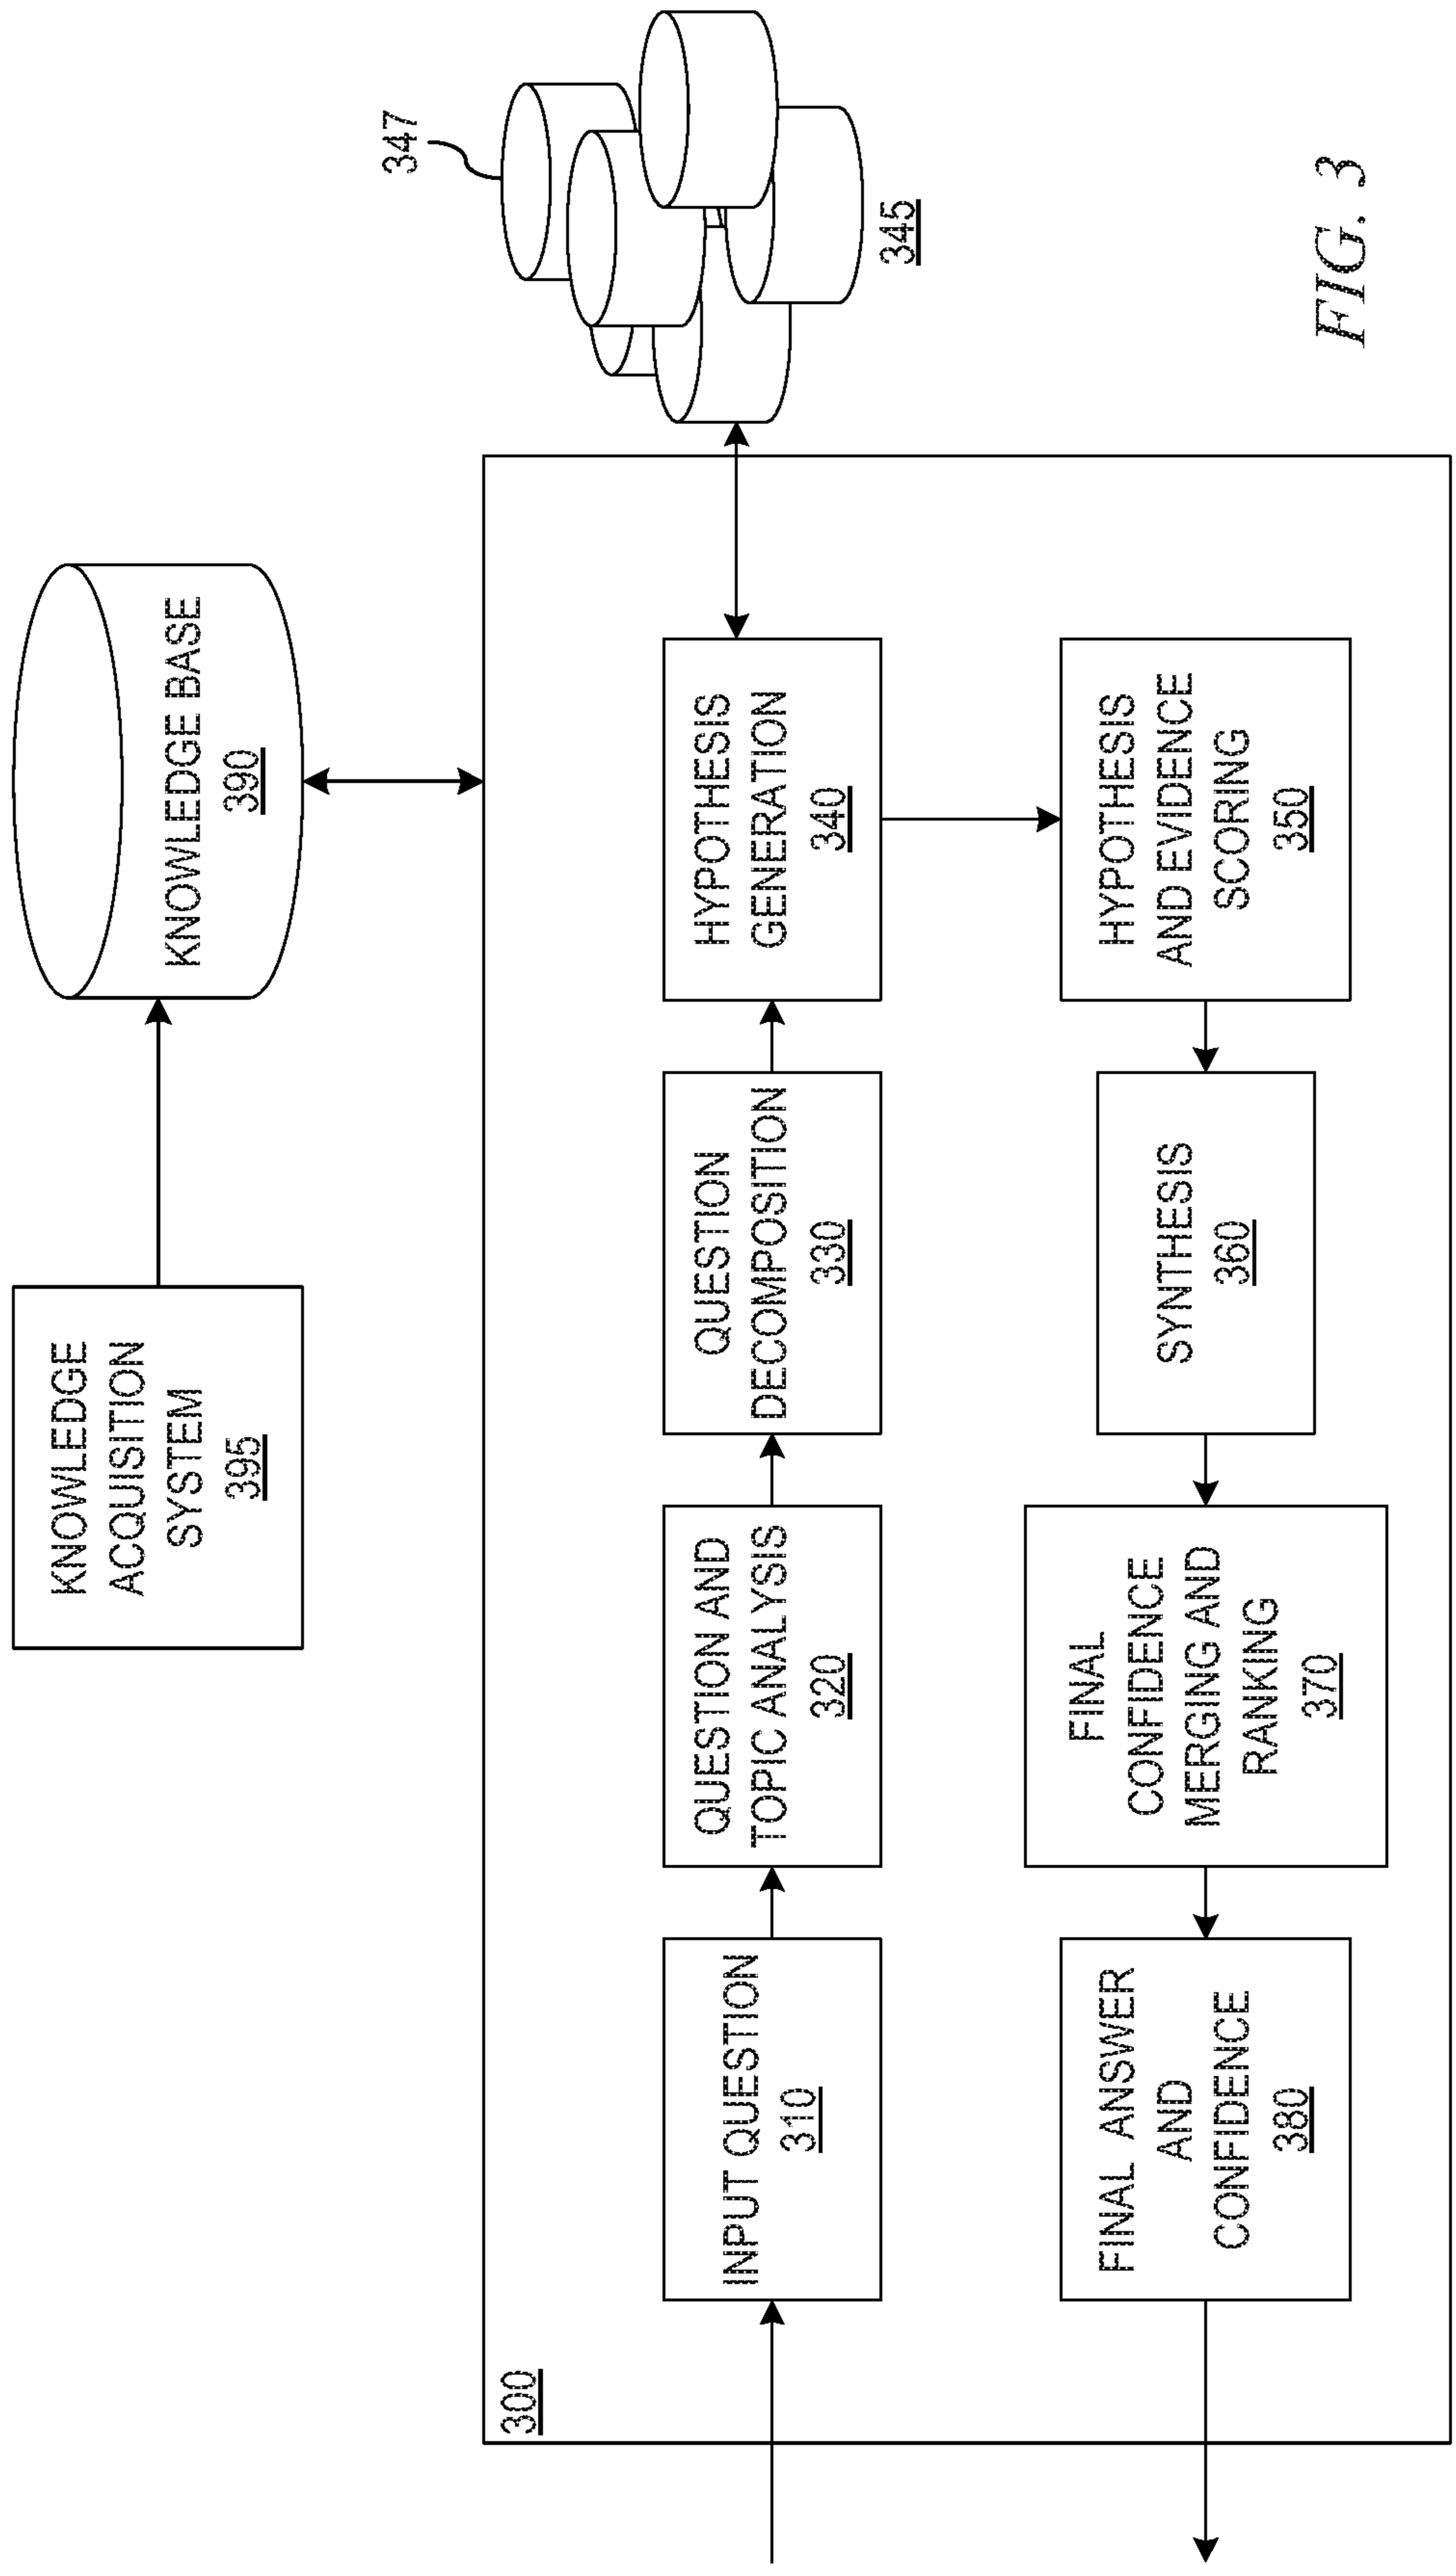 KNOWLEDGE
ACQUISITION
SYSTEM
395
KNOWLEDGE BASE
390
347
345
300
INPUT QUESTION
310
QUESTION AND
TOPIC ANALYSIS
320
QUESTION
DECOMPOSITION
330
HYPOTHESIS
GENERATION
340
HYPOTHESIS
AND EVIDENCE
SCORING
350
SYNTHESIS
360
FINAL
CONFIDENCE
MERGING AND
RANKING
370
FINAL ANSWER
AND
CONFIDENCE
380
FIG. 3